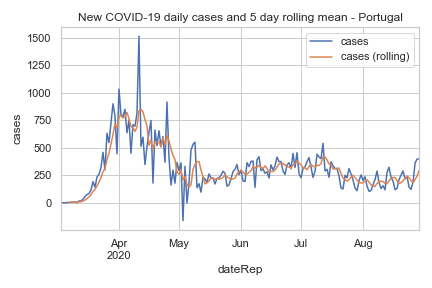 New COVID-19 daily cases and 5 day rolling mean - Portugal
cases
cases (rolling)
1500
1250
1000
750
500
250
0
cases
Apr
2020
May
Jun
Jul
Aug
dateRep